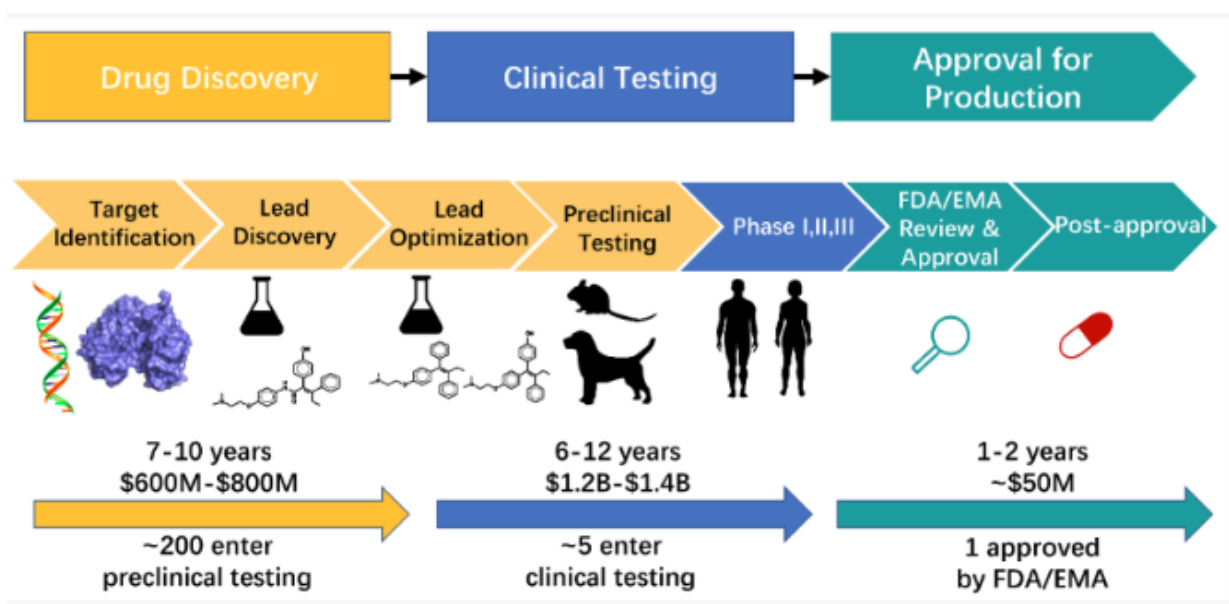 Drug Discovery
Clinical Testing
Approval for
Production
Target
Identification
Lead
Discovery
Lead
Optimization
Preclinical
Testing
Phase I,II,III
FDA/EMA
Review &
Approval
Post-approval
7-10 years
$600M-$800M
~200 enter
preclinical testing
6-12 years
$1.2B-$1.4B
~5 enter
clinical testing
1-2 years
~$50M
1 approved
by FDA/EMA